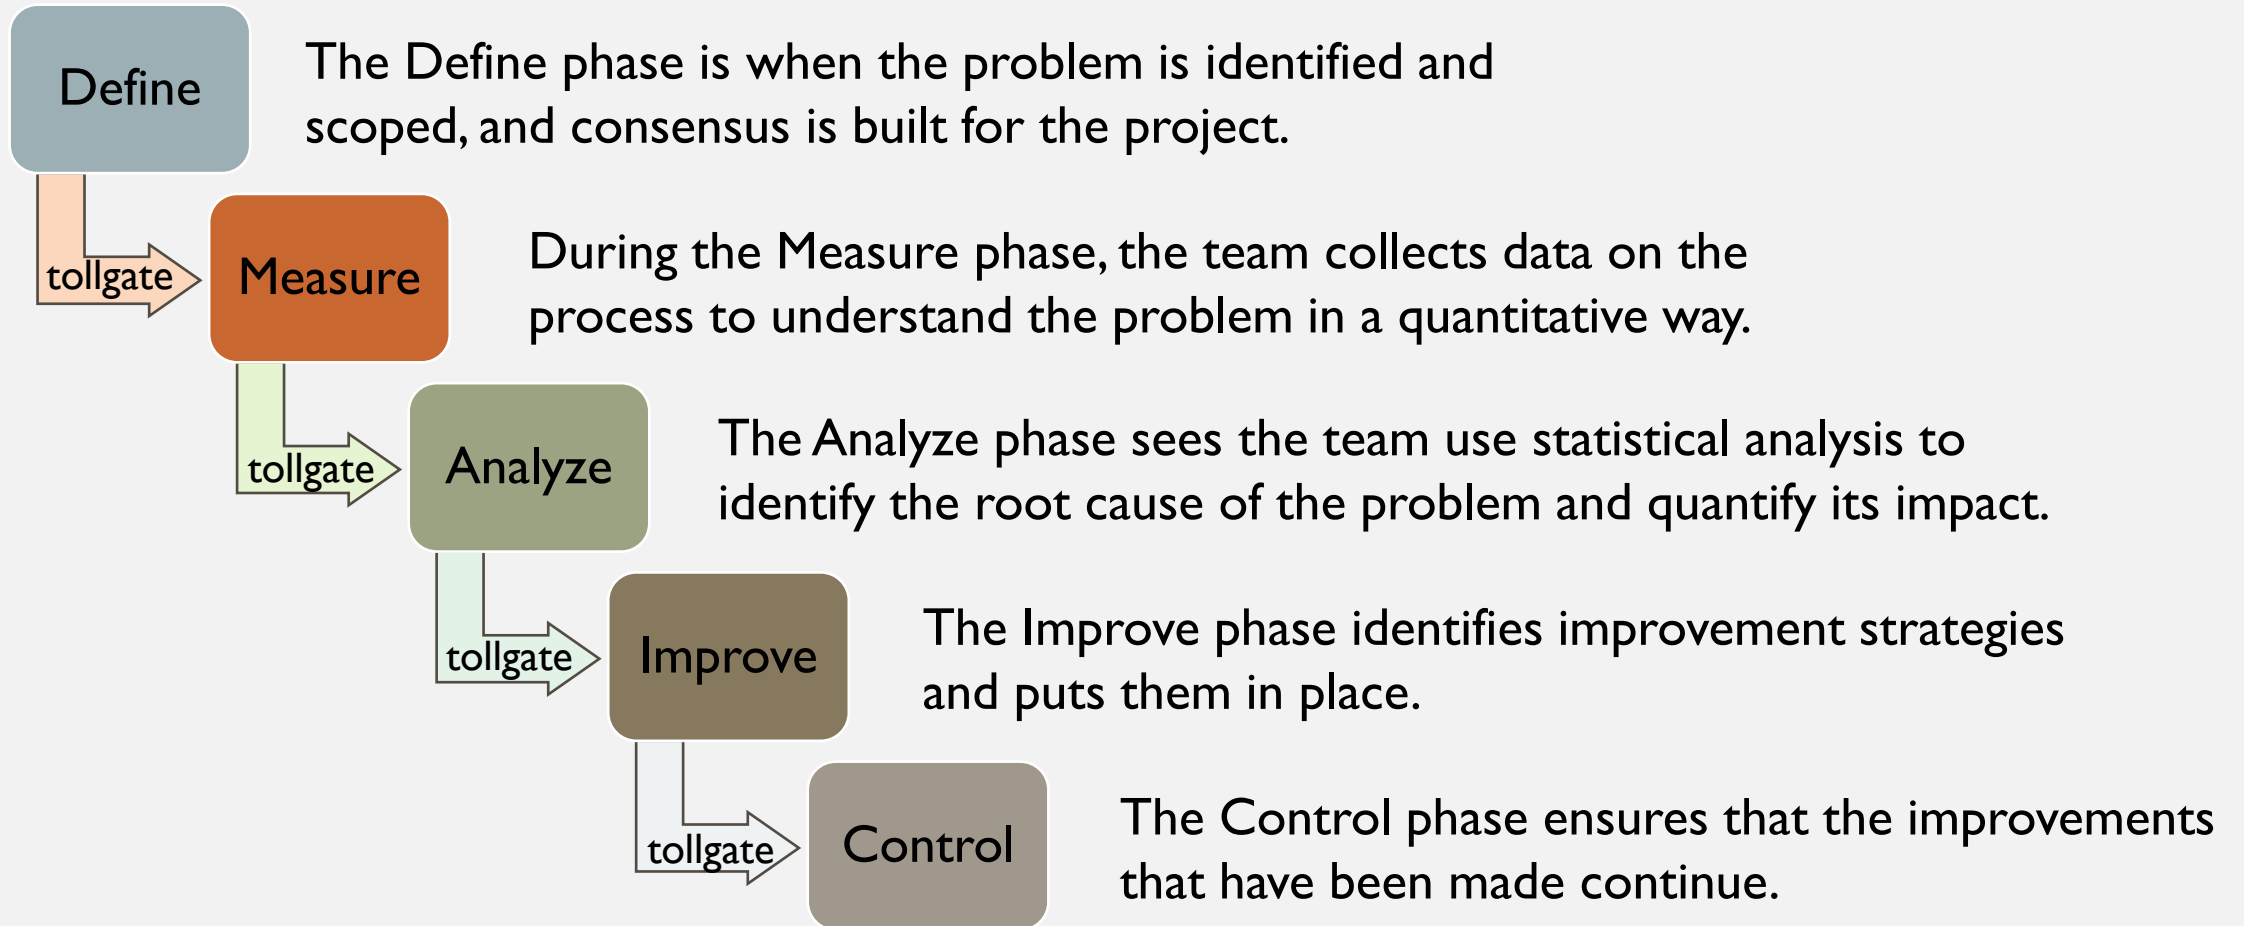 Define
The Define phase is when the problem is identified and
scoped, and consensus is built for the project.
tollgate
Measure
During the Measure phase, the team collects data on the
process to understand the problem in a quantitative way.
tollgate
Analyze
The Analyze phase sees the team use statistical analysis to
identify the root cause of the problem and quantify its impact.
tollgate
Improve
The Improve phase identifies improvement strategies
and puts them in place.
tollgate
Control
The Control phase ensures that the improvements
that have been made continue.